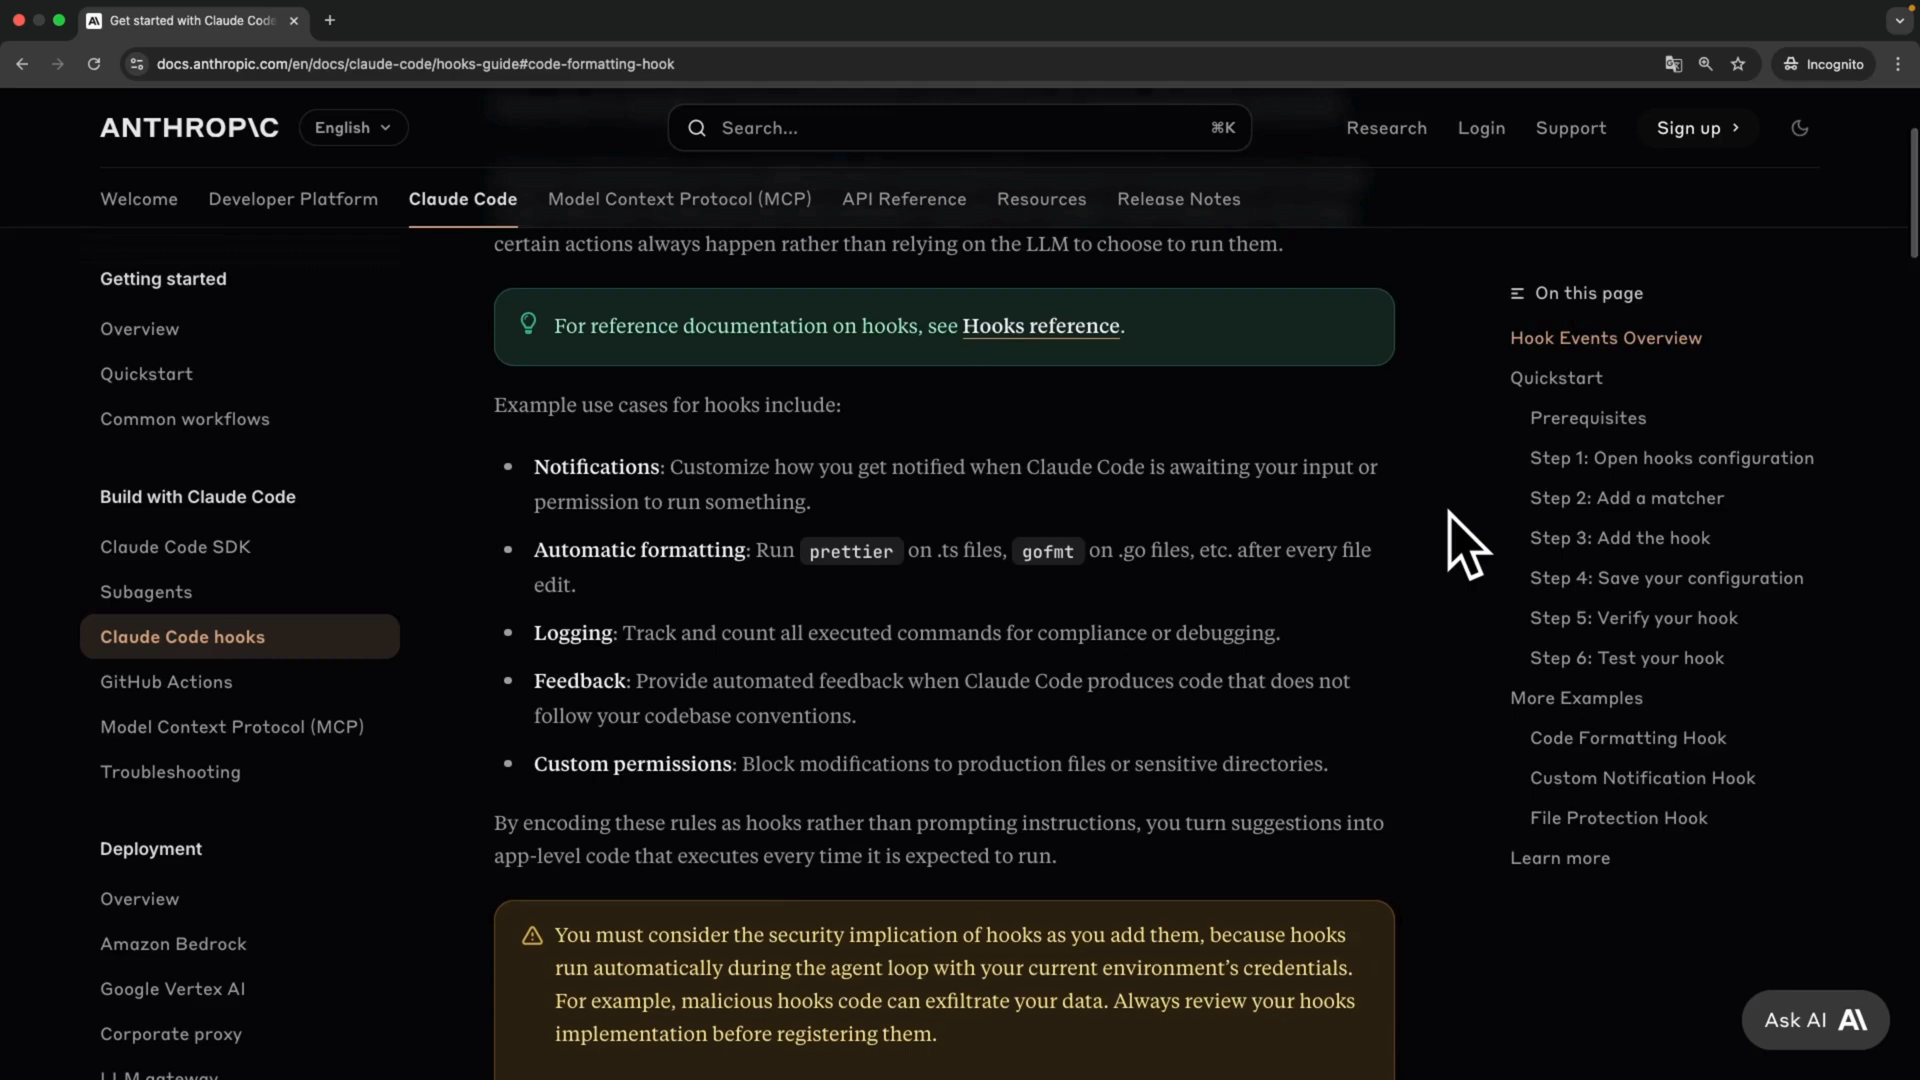 Get started with Claude Code
docs.anthropic.com/en/docs/claude-code/hooks-guide#code-formatting-hook
Incognito
ANTHROP\C
English
Search...
⌘K
Research
Login
Support
Sign up
Welcome
Developer Platform
Claude Code
Model Context Protocol (MCP)
API Reference
Resources
Release Notes
Getting started
Overview
Quickstart
Common workflows
Build with Claude Code
Claude Code SDK
Subagents
Claude Code hooks
GitHub Actions
Model Context Protocol (MCP)
Troubleshooting
Deployment
Overview
Amazon Bedrock
Google Vertex AI
Corporate proxy
LLM gateway
certain actions always happen rather than relying on the LLM to choose to run them.
For reference documentation on hooks, see Hooks reference.
Example use cases for hooks include:
• Notifications: Customize how you get notified when Claude Code is awaiting your input or
permission to run something.
• Automatic formatting: Run prettier on .ts files, gofmt on .go files, etc. after every file
edit.
• Logging: Track and count all executed commands for compliance or debugging.
• Feedback: Provide automated feedback when Claude Code produces code that does not
follow your codebase conventions.
• Custom permissions: Block modifications to production files or sensitive directories.
By encoding these rules as hooks rather than prompting instructions, you turn suggestions into
app-level code that executes every time it is expected to run.
You must consider the security implication of hooks as you add them, because hooks
run automatically during the agent loop with your current environment’s credentials.
For example, malicious hooks code can exfiltrate your data. Always review your hooks
implementation before registering them.
On this page
Hook Events Overview
Quickstart
Prerequisites
Step 1: Open hooks configuration
Step 2: Add a matcher
Step 3: Add the hook
Step 4: Save your configuration
Step 5: Verify your hook
Step 6: Test your hook
More Examples
Code Formatting Hook
Custom Notification Hook
File Protection Hook
Learn more
Ask AI